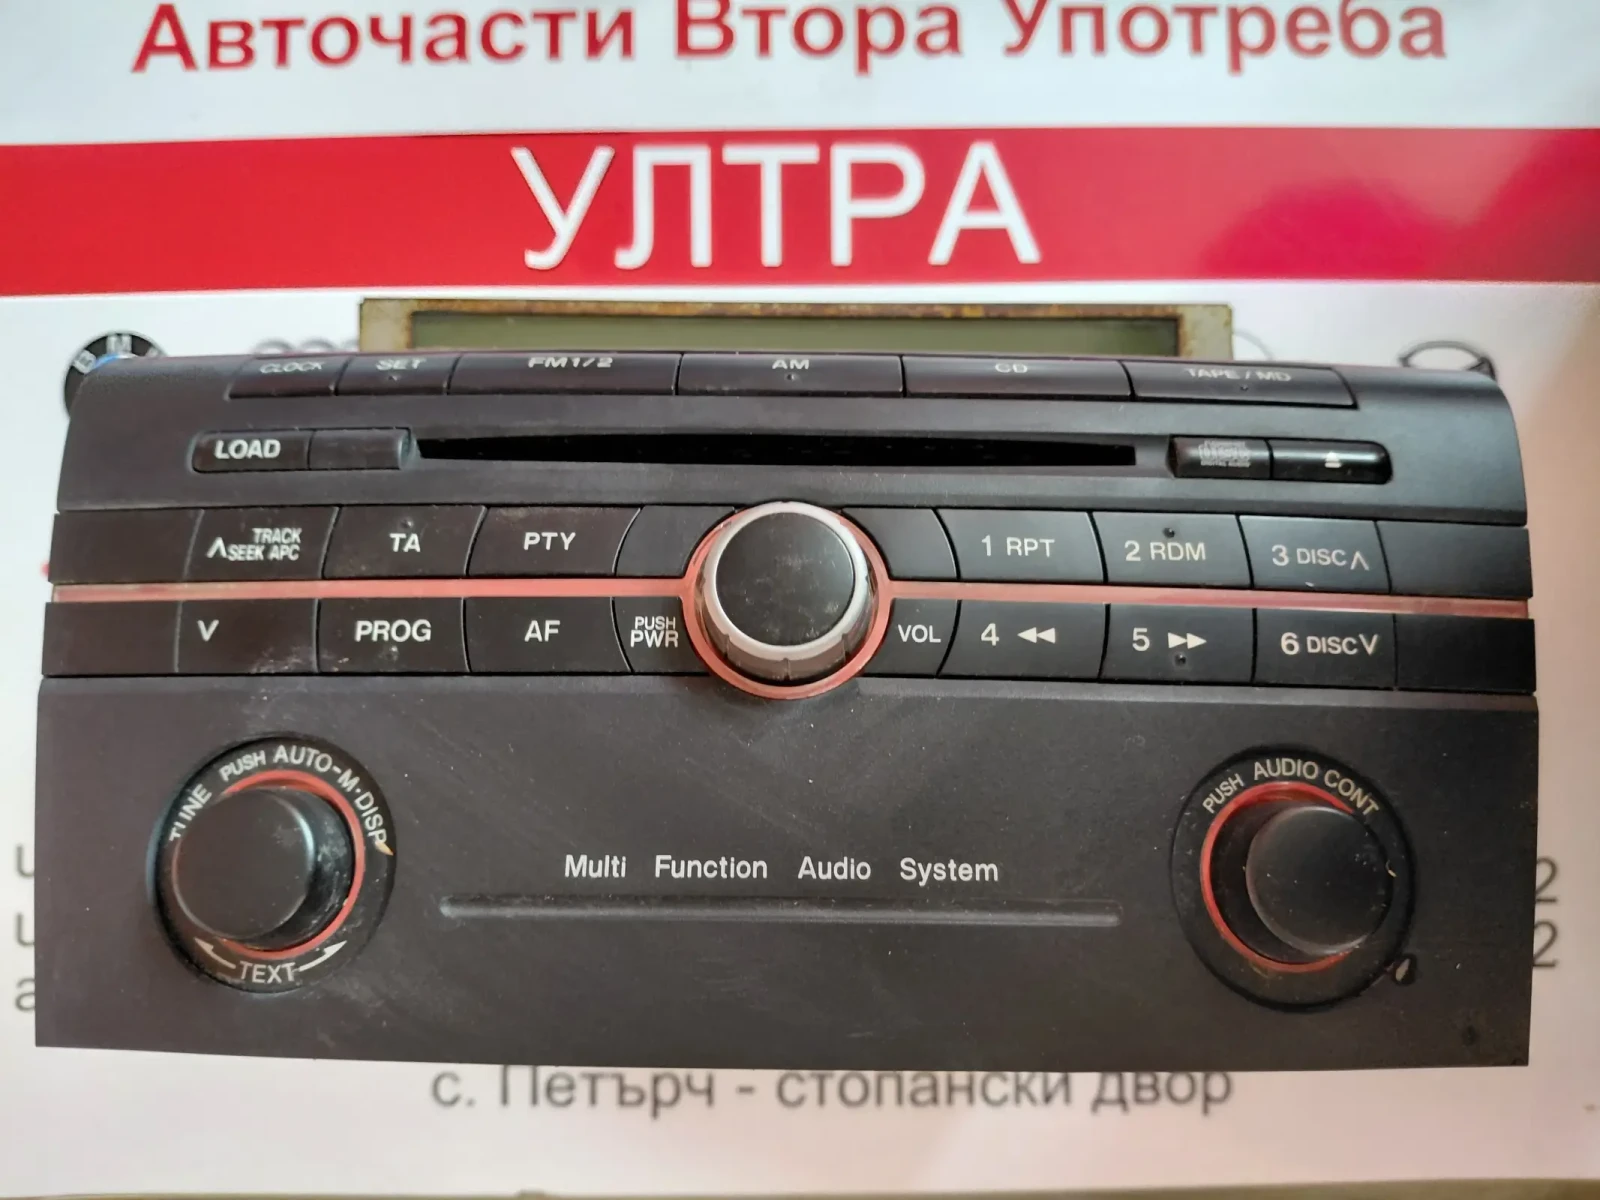 Авточасти Втора Употреба
УЛТРА
CLOCK SET FM1/2 AM CD TAPE / MD
LOAD
TRACK
SEEK APC TA PTY 1 RPT 2 RDM 3 DISC
PROG AF PUSH PWR VOL 4 5 6 DISC
TUNE PUSH AUTO-M·DISP
PUSH AUDIO CONT
Multi Function Audio System
TEXT
с. Петърч - стопански двор